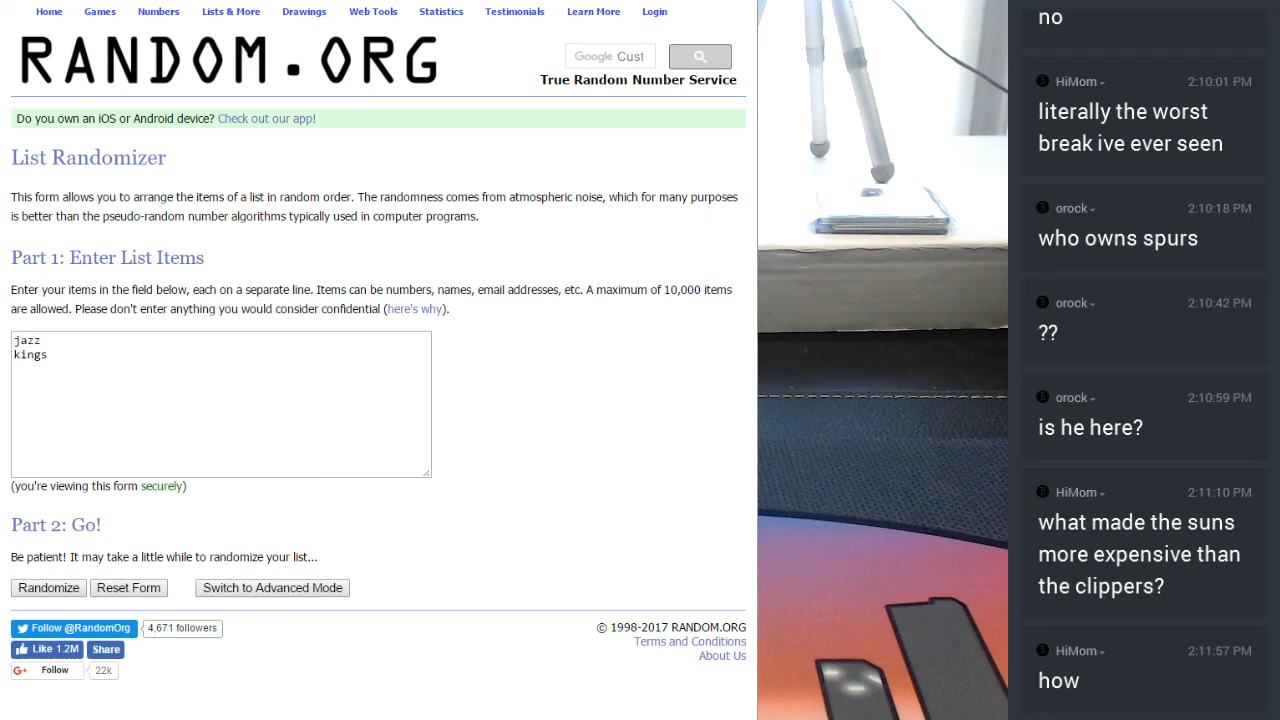 Home Games Numbers Lists & More Drawings Web Tools Statistics Testimonials Learn More Login
RANDOM.ORG
Google Cust
True Random Number Service
Do you own an iOS or Android device? Check out our app!
List Randomizer
This form allows you to arrange the items of a list in random order. The randomness comes from atmospheric noise, which for many purposes
is better than the pseudo-random number algorithms typically used in computer programs.
Part 1: Enter List Items
Enter your items in the field below, each on a separate line. Items can be numbers, names, email addresses, etc. A maximum of 10,000 items
are allowed. Please don't enter anything you would consider confidential (here's why).
jazz
kings
(you're viewing this form securely)
Part 2: Go!
Be patient! It may take a little while to randomize your list...
Randomize Reset Form Switch to Advanced Mode
Follow @RandomOrg 4,671 followers
Like 1.2M Share
G+ Follow 22k
© 1998-2017 RANDOM.ORG
Terms and Conditions
About Us
no
HiMom 2:10:01 PM
literally the worst
break ive ever seen
orock 2:10:18 PM
who owns spurs
orock 2:10:42 PM
??
orock 2:10:59 PM
is he here?
HiMom 2:11:10 PM
what made the suns
more expensive than
the clippers?
HiMom 2:11:57 PM
how